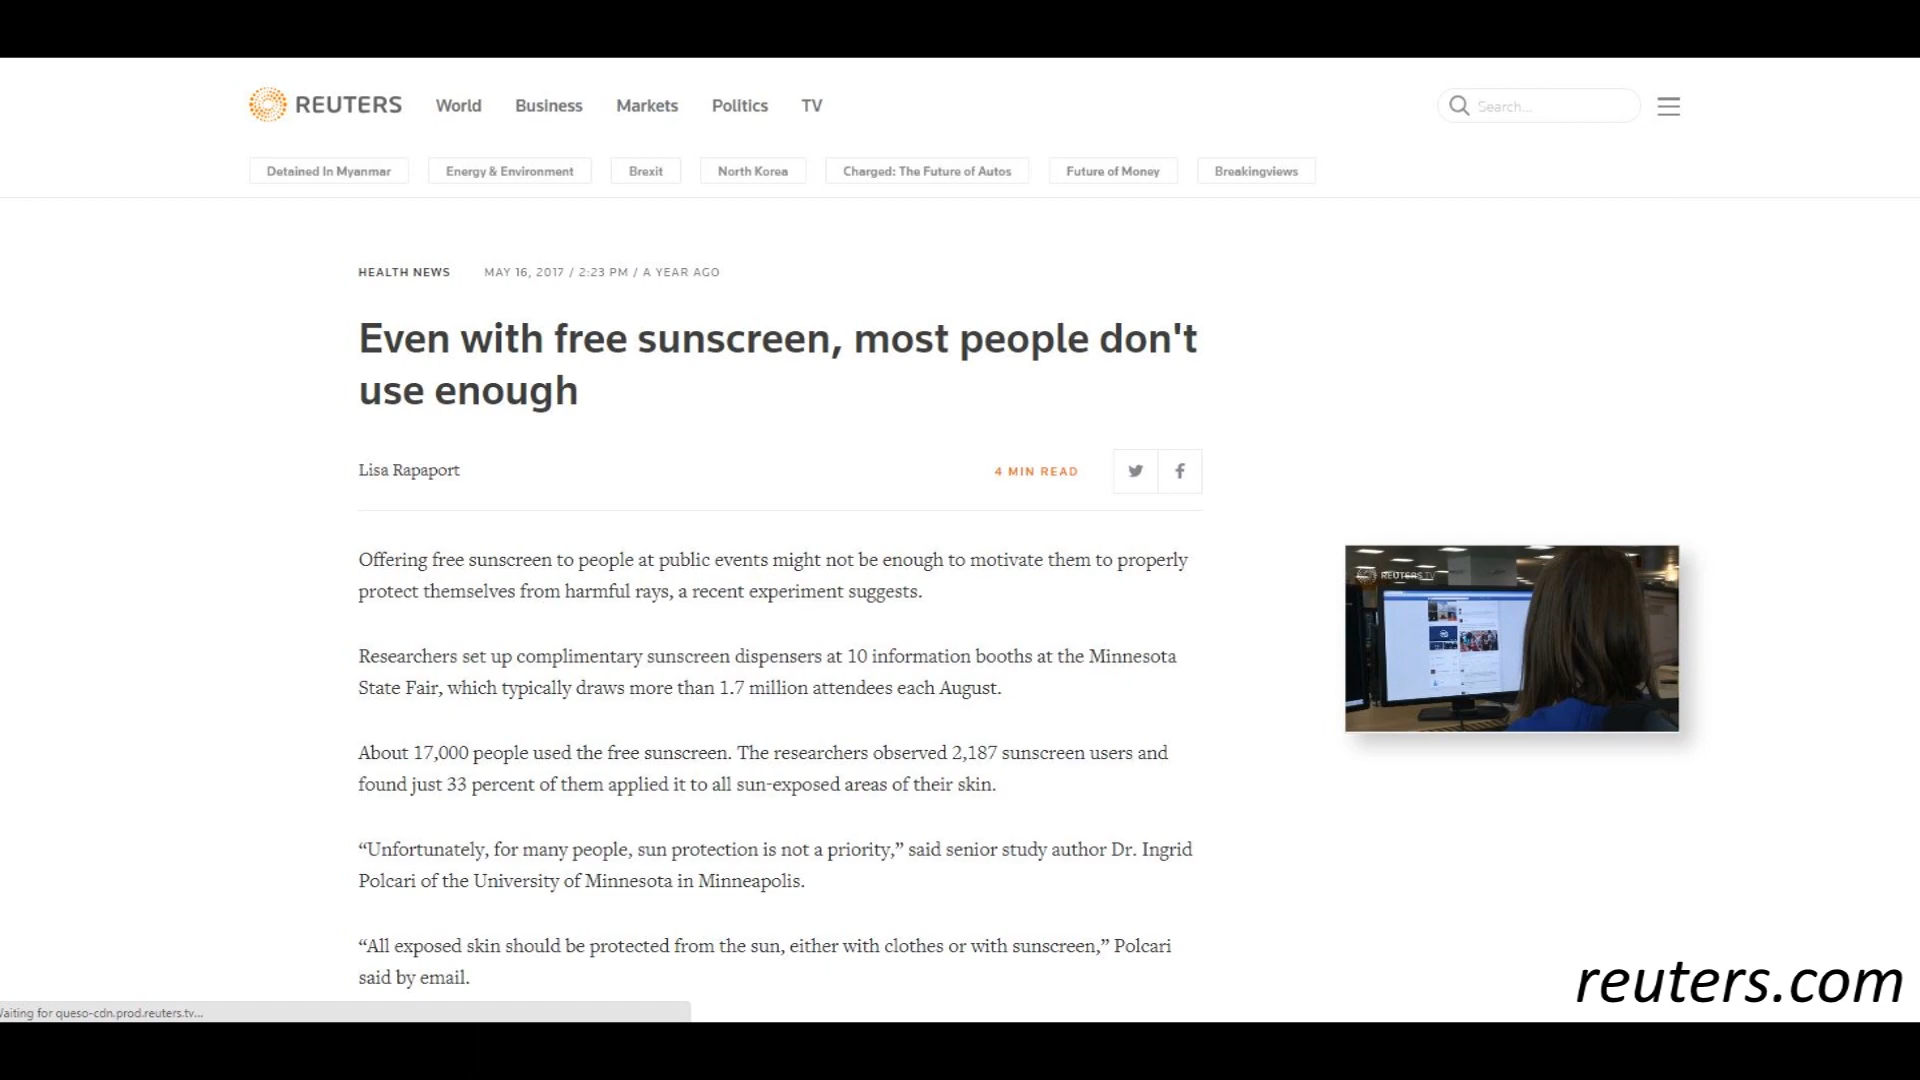 REUTERS World Business Markets Politics TV Search...
Detained In Myanmar Energy & Environment Brexit North Korea Charged: The Future of Autos Future of Money Breakingviews
HEALTH NEWS MAY 16, 2017 / 2:23 PM / A YEAR AGO
Even with free sunscreen, most people don't
use enough
Lisa Rapaport 4 MIN READ
Offering free sunscreen to people at public events might not be enough to motivate them to properly
protect themselves from harmful rays, a recent experiment suggests.
Researchers set up complimentary sunscreen dispensers at 10 information booths at the Minnesota
State Fair, which typically draws more than 1.7 million attendees each August.
About 17,000 people used the free sunscreen. The researchers observed 2,187 sunscreen users and
found just 33 percent of them applied it to all sun-exposed areas of their skin.
“Unfortunately, for many people, sun protection is not a priority,” said senior study author Dr. Ingrid
Polcari of the University of Minnesota in Minneapolis.
“All exposed skin should be protected from the sun, either with clothes or with sunscreen,” Polcari
said by email.
REUTERS TV
reuters.com
Waiting for queso-cdn.prod.reuters.tv...